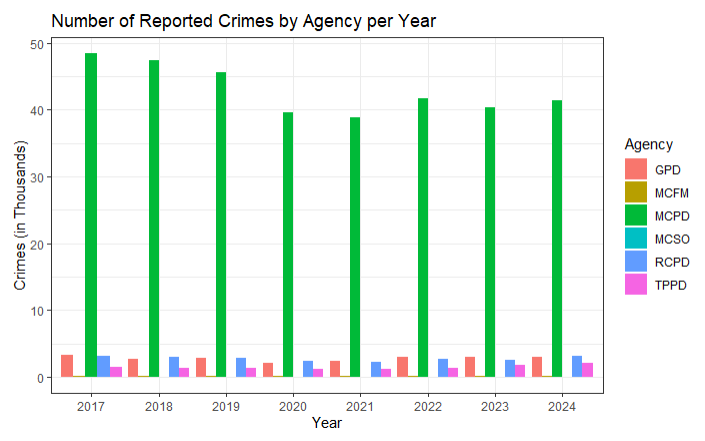 Number of Reported Crimes by Agency per Year
Crimes (in Thousands)
50
40
30
20
10
0
2017 2018 2019 2020 2021 2022 2023 2024
Year
Agency
GPD
MCFM
MCPD
MCSO
RCPD
TPPD